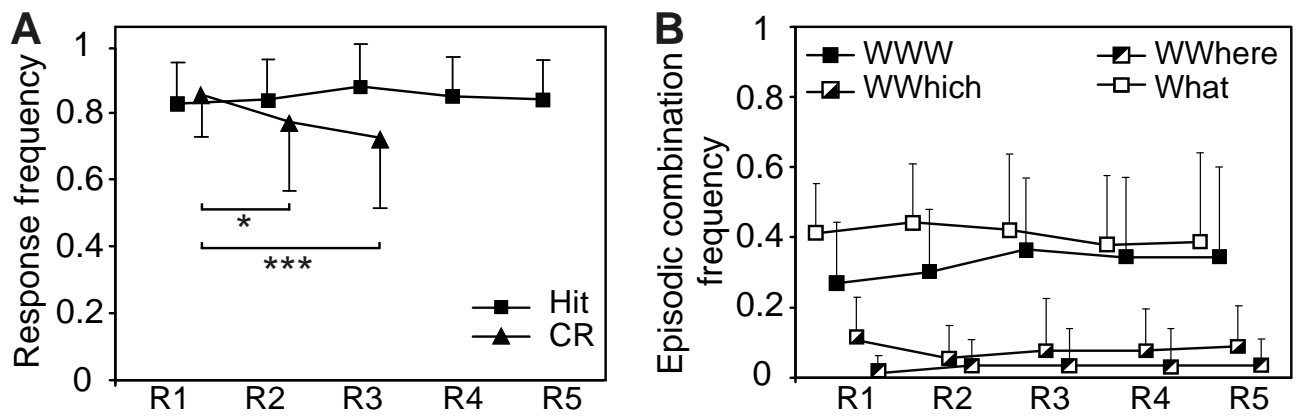 A
Response frequency
1
0.8
0.6
0.4
0.2
0
*
***
Hit
CR
R1 R2 R3 R4 R5
B
Episodic combination
frequency
1
0.8
0.6
0.4
0.2
0
WWW
WWhere
WWhich
What
R1 R2 R3 R4 R5